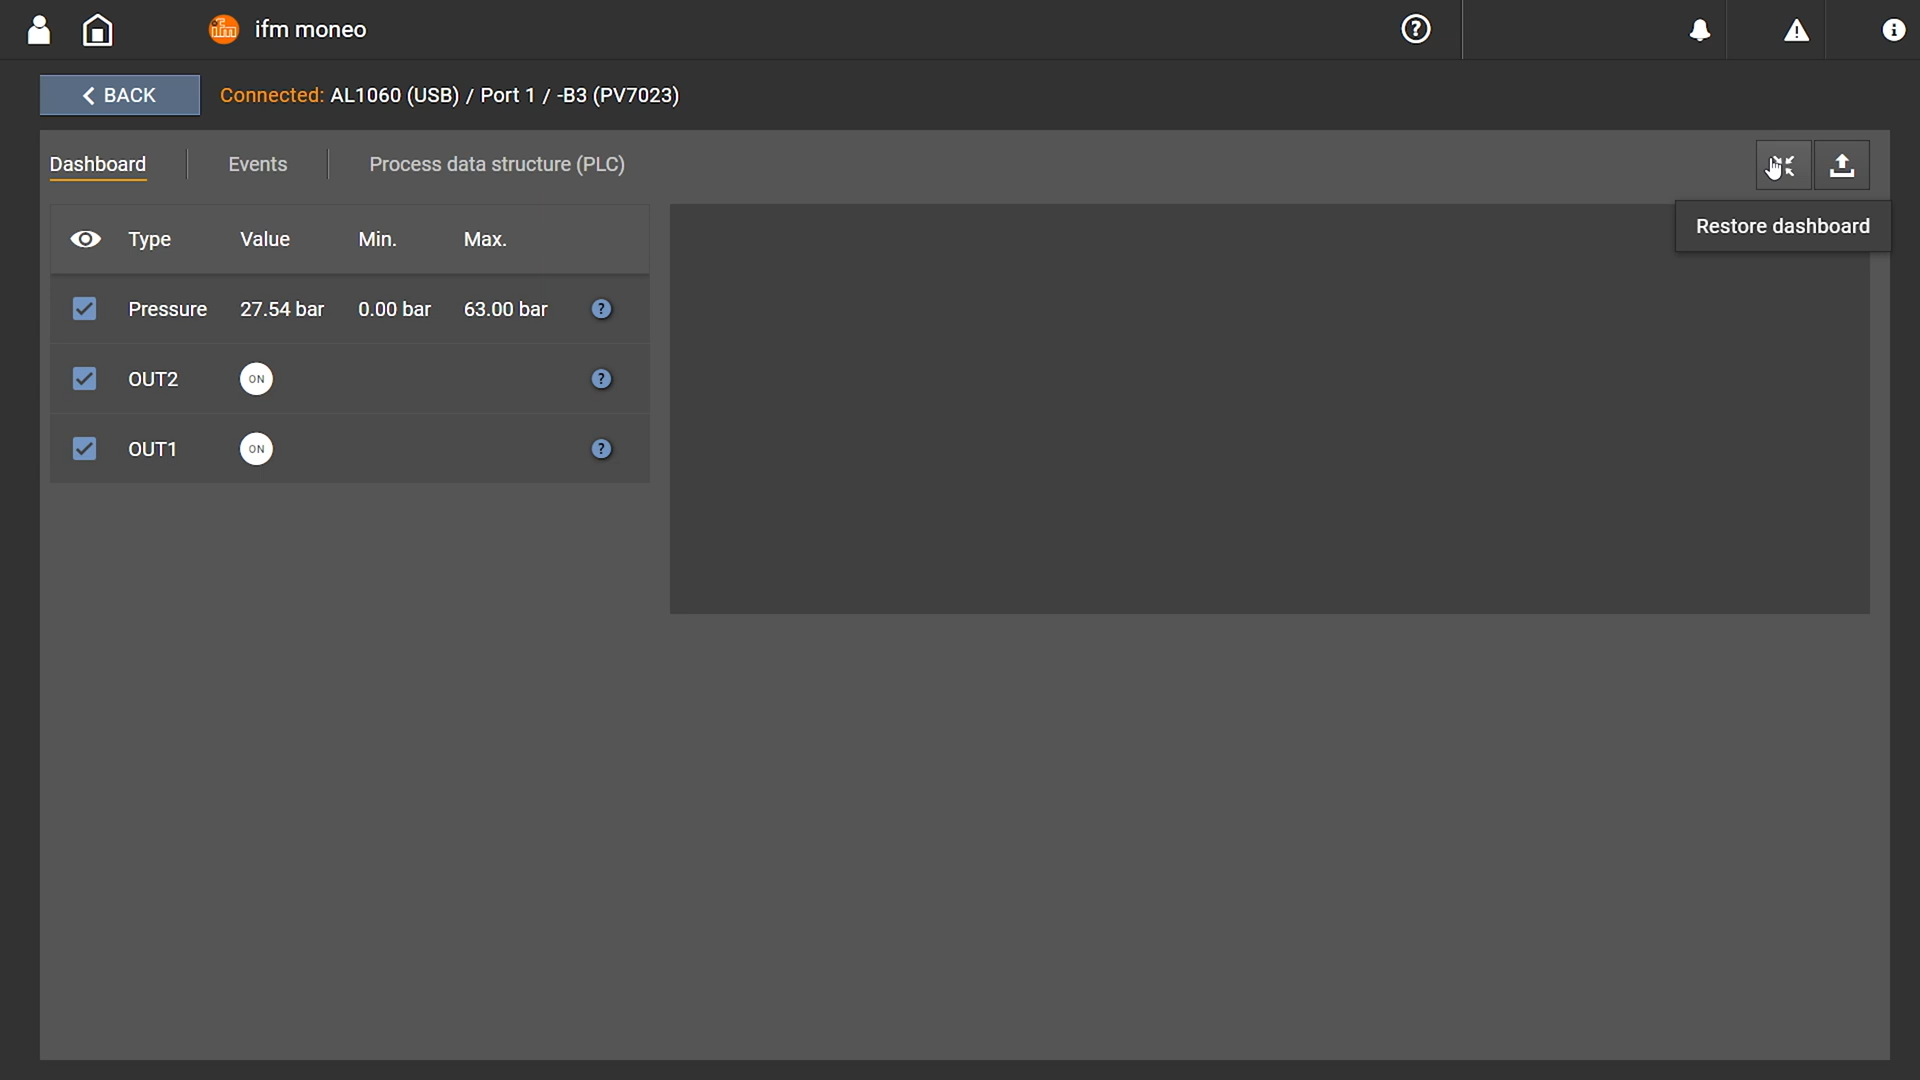 ifm ifm moneo
BACK Connected: AL1060 (USB) / Port 1 / -B3 (PV7023)
Dashboard Events Process data structure (PLC)
Restore dashboard
Type Value Min. Max.
Pressure 27.54 bar 0.00 bar 63.00 bar ?
OUT2 ON ?
OUT1 ON ?